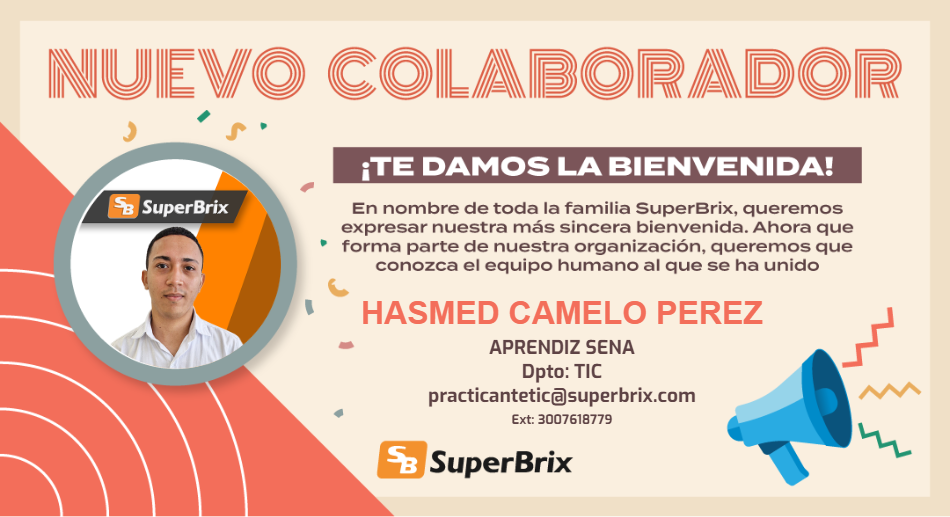 NUEVO COLABORADOR
¡TE DAMOS LA BIENVENIDA!
SB SuperBrix
En nombre de toda la familia SuperBrix, queremos
expresar nuestra más sincera bienvenida. Ahora que
forma parte de nuestra organización, queremos que
conozca el equipo humano al que se ha unido
HASMED CAMELO PEREZ
APRENDIZ SENA
Dpto: TIC
practicantetic@superbrix.com
Ext: 3007618779
SB SuperBrix